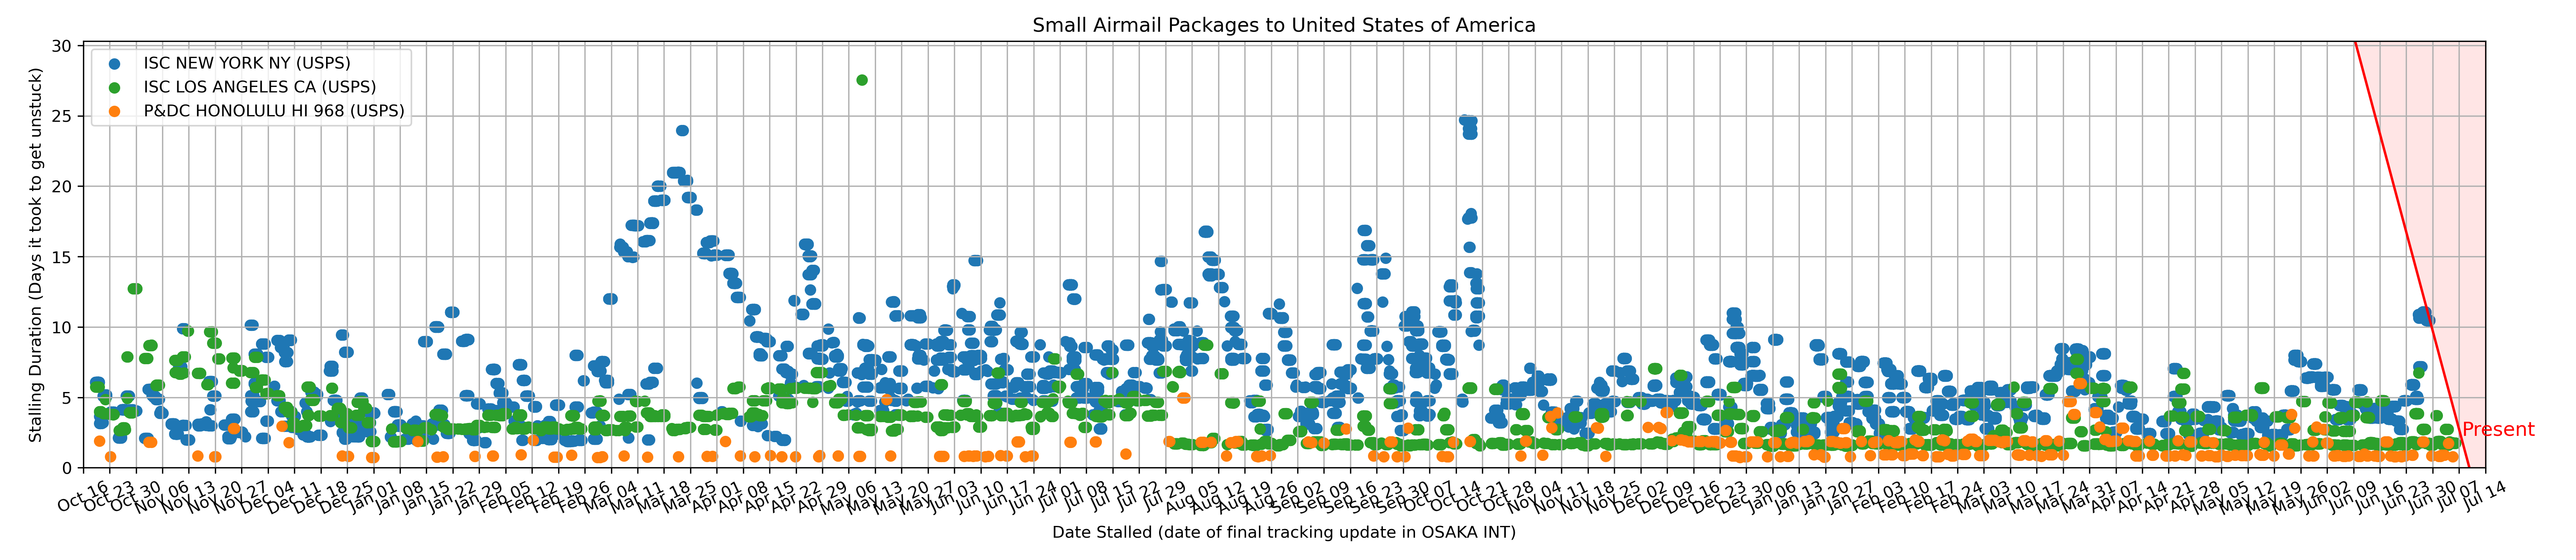 Small Airmail Packages to United States of America
ISC NEW YORK NY (USPS)
ISC LOS ANGELES CA (USPS)
P&DC HONOLULU HI 968 (USPS)
Stalling Duration (Days it took to get unstuck)
30
25
20
15
10
5
0
Present
Oct 16 Oct 23 Oct 30 Nov 06 Nov 13 Nov 20 Nov 27 Dec 04 Dec 11 Dec 18 Dec 25 Jan 01 Jan 08 Jan 15 Jan 22 Jan 29 Feb 05 Feb 12 Feb 19 Feb 26 Mar 04 Mar 11 Mar 18 Mar 25 Apr 01 Apr 08 Apr 15 Apr 22 Apr 29 May 06 May 13 May 20 May 27 Jun 03 Jun 10 Jun 17 Jun 24 Jul 01 Jul 08 Jul 15 Jul 22 Jul 29 Aug 05 Aug 12 Aug 19 Aug 26 Sep 02 Sep 09 Sep 16 Sep 23 Sep 30 Oct 07 Oct 14 Oct 21 Oct 28 Nov 04 Nov 11 Nov 18 Nov 25 Dec 02 Dec 09 Dec 16 Dec 23 Dec 30 Jan 06 Jan 13 Jan 20 Jan 27 Feb 03 Feb 10 Feb 17 Feb 24 Mar 03 Mar 10 Mar 17 Mar 24 Mar 31 Apr 07 Apr 14 Apr 21 Apr 28 May 05 May 12 May 19 May 26 Jun 02 Jun 09 Jun 16 Jun 23 Jun 30 Jul 07 Jul 14
Date Stalled (date of final tracking update in OSAKA INT)